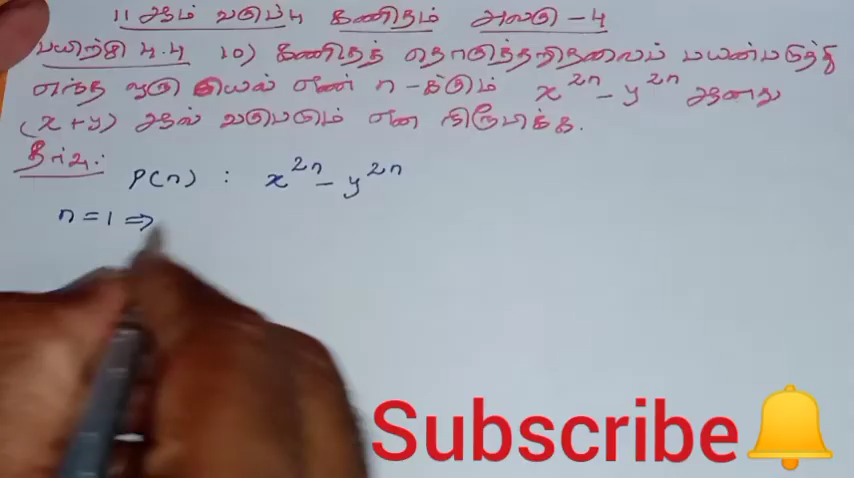 11 ஆம் வகுப்பு கணிதம் அலகு - 4
பயிற்சி 4.4 10) கணிதத் தொகுத்தறிதலைப் பயன்படுத்தி
எந்த ஒரு இயல் எண் n-க்கும் x^2n - y^2n ஆனது
(x+y) ஆல் வகுபடும் என நிரூபிக்க.
தீர்வு:
P(n) : x^2n - y^2n
n = 1 ⇒
Subscribe